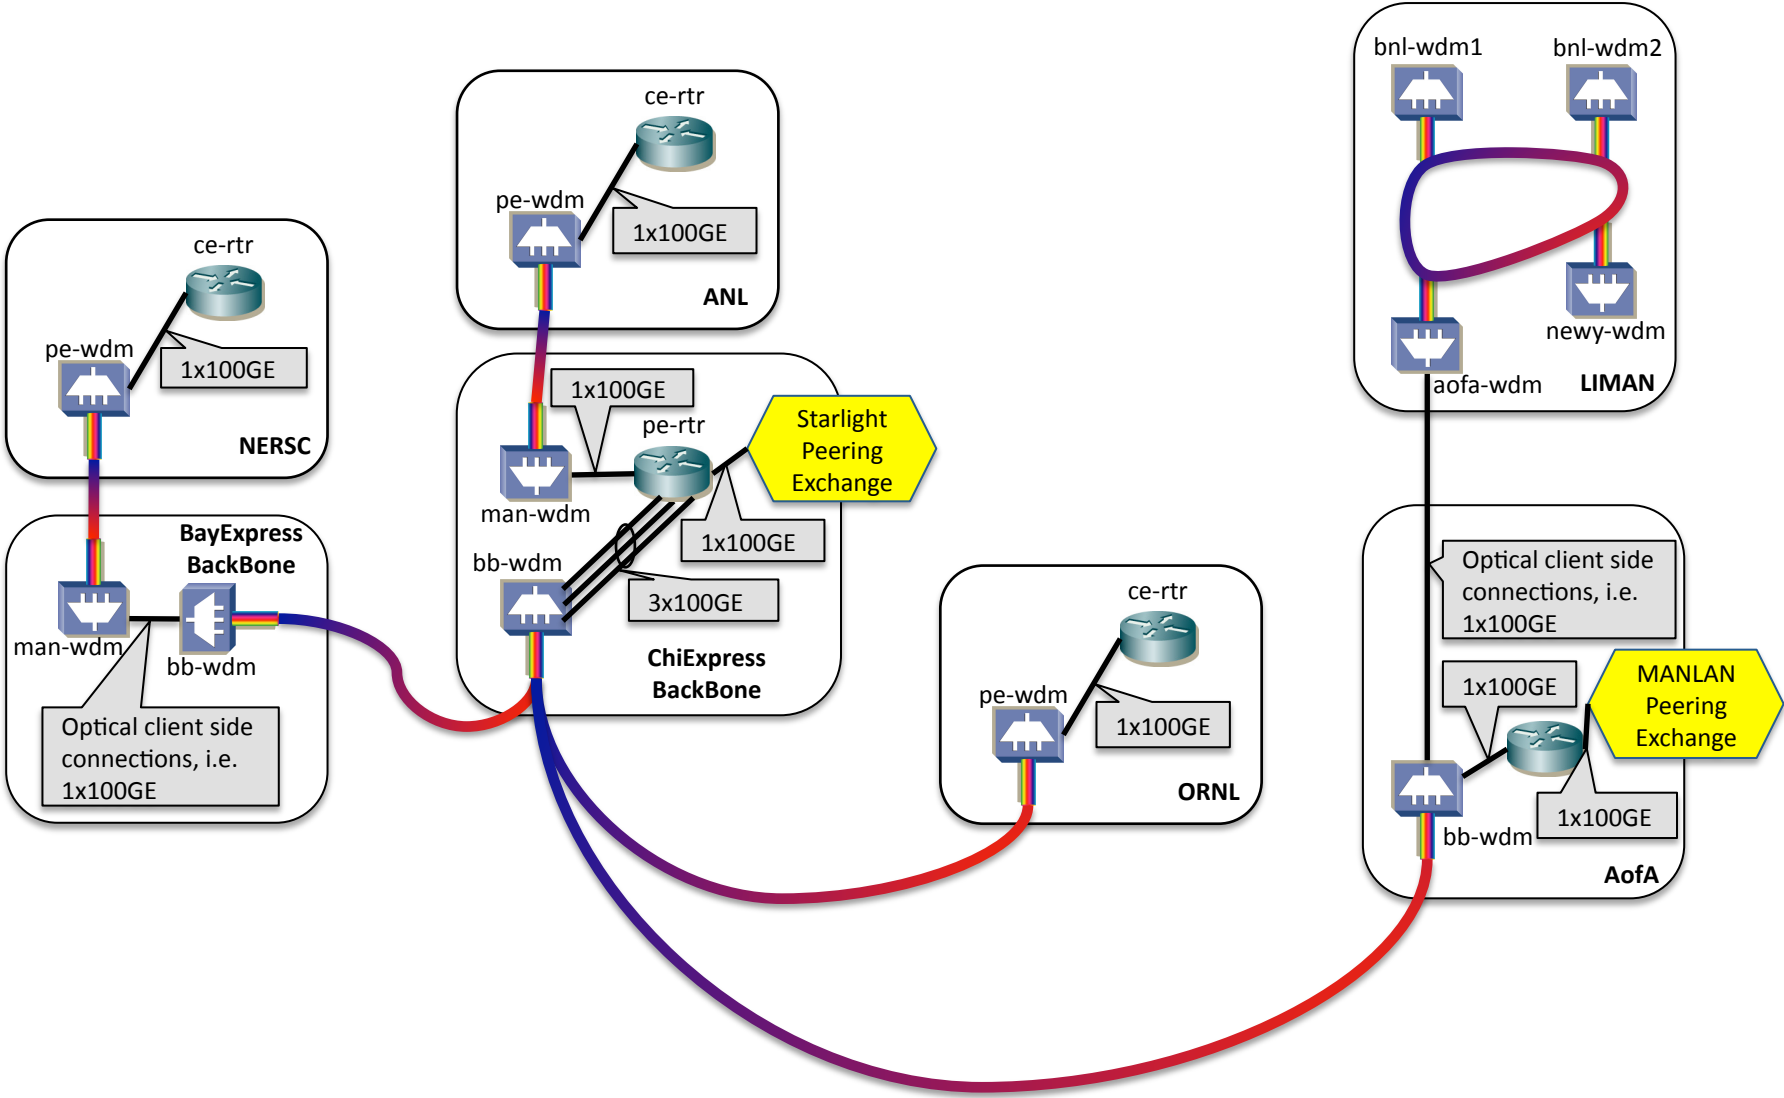 ce-rtr
pe-wdm
1x100GE
NERSC
BayExpress
BackBone
man-wdm
bb-wdm
Optical client side
connections, i.e.
1x100GE
ce-rtr
pe-wdm
1x100GE
ANL
1x100GE
pe-rtr
Starlight
Peering
Exchange
man-wdm
1x100GE
bb-wdm
3x100GE
ChiExpress
BackBone
ce-rtr
pe-wdm
1x100GE
ORNL
bnl-wdm1
bnl-wdm2
newy-wdm
aofa-wdm
LIMAN
Optical client side
connections, i.e.
1x100GE
1x100GE
MANLAN
Peering
Exchange
1x100GE
bb-wdm
AofA